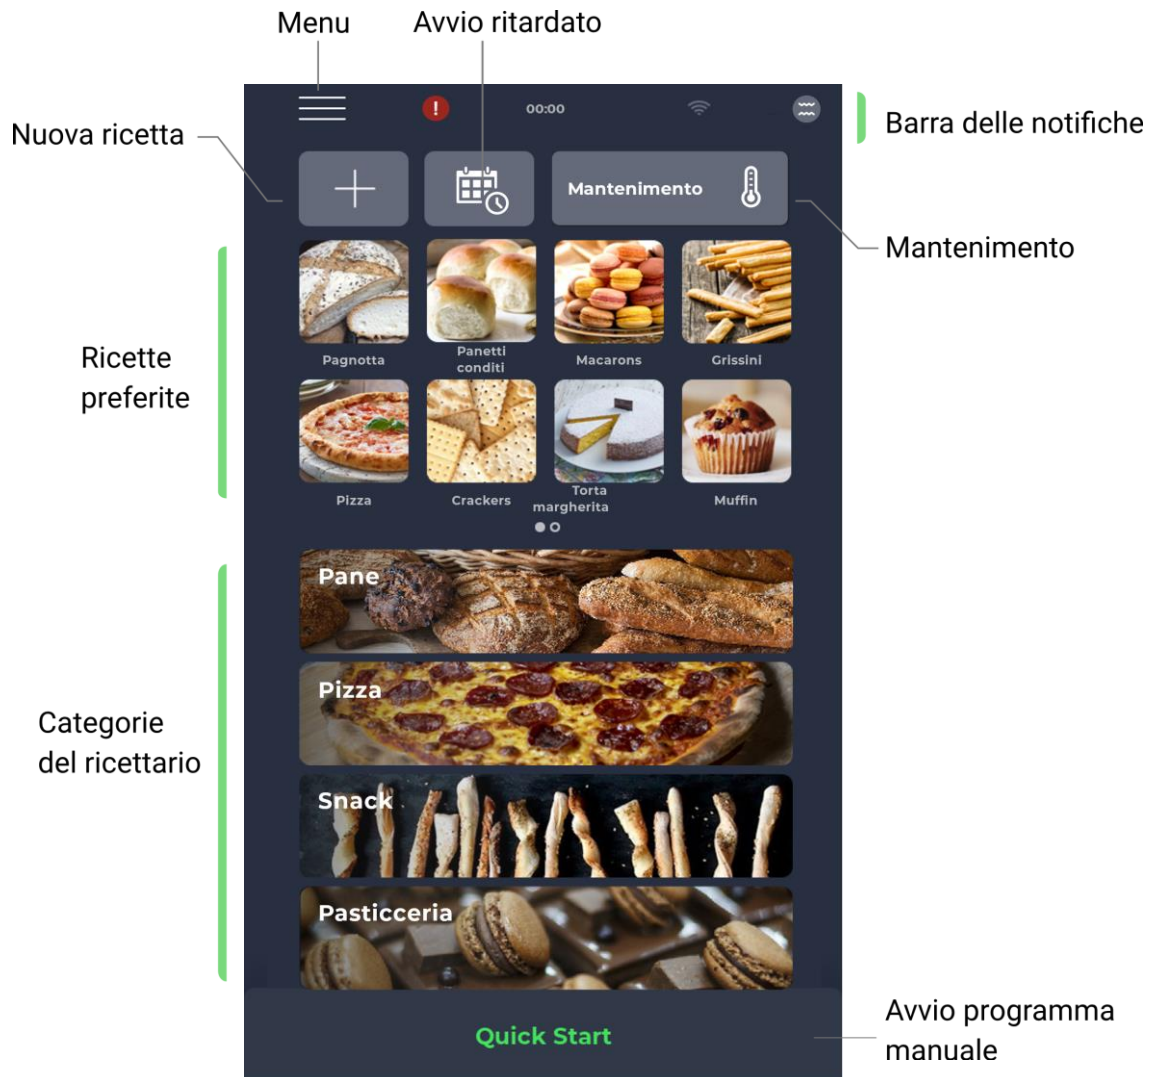 Menu
Avvio ritardato
00:00
Barra delle notifiche
Nuova ricetta
Mantenimento
Mantenimento
Ricette
preferite
Pagnotta
Panetti
conditi
Macarons
Grissini
Pizza
Crackers
Torta
margherita
Muffin
Categorie
del ricettario
Pane
Pizza
Snack
Pasticceria
Quick Start
Avvio programma
manuale